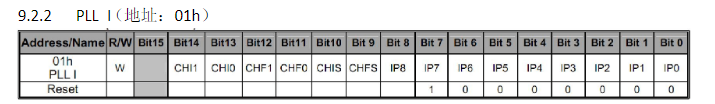 9.2.2 PLL I（地址：01h）
Address/Name R/W Bit15 Bit14 Bit13 Bit12 Bit11 Bit10 Bit 9 Bit 8 Bit 7 Bit 6 Bit 5 Bit 4 Bit 3 Bit 2 Bit 1 Bit 0
01h PLL I W CHI1 CHI0 CHF1 CHF0 CHIS CHFS IP8 IP7 IP6 IP5 IP4 IP3 IP2 IP1 IP0
Reset 1 0 0 0 0 0 0 0